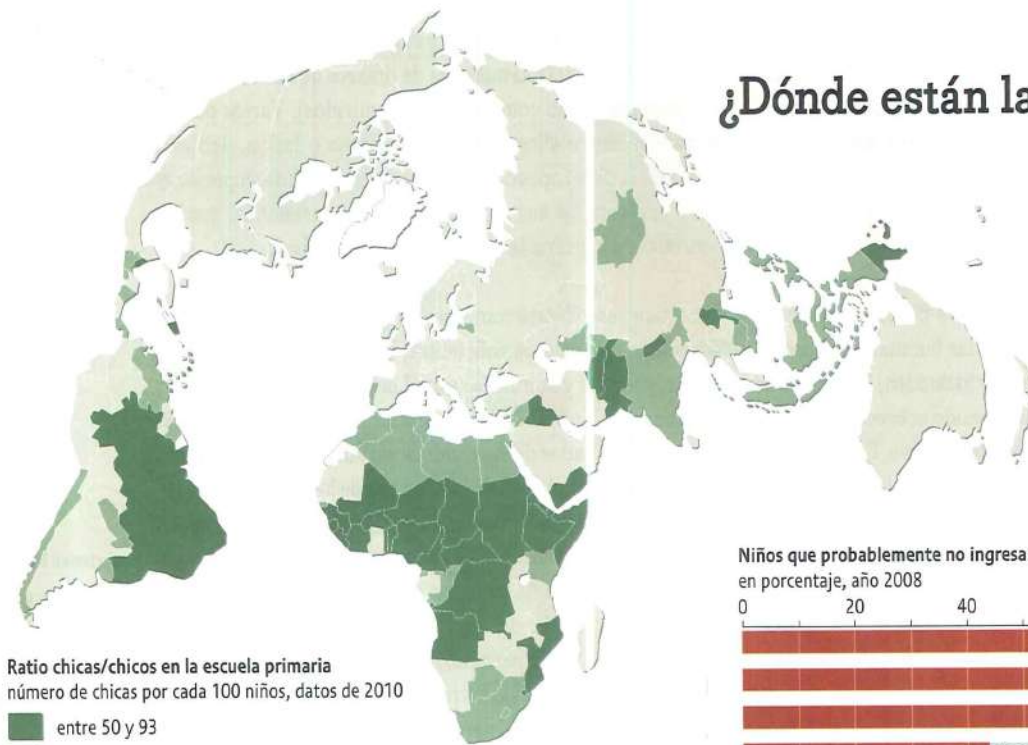 ¿Dónde están la
Niños que probablemente no ingresa
en porcentaje, año 2008
0 20 40
Ratio chicas/chicos en la escuela primaria
número de chicas por cada 100 niños, datos de 2010
entre 50 y 93